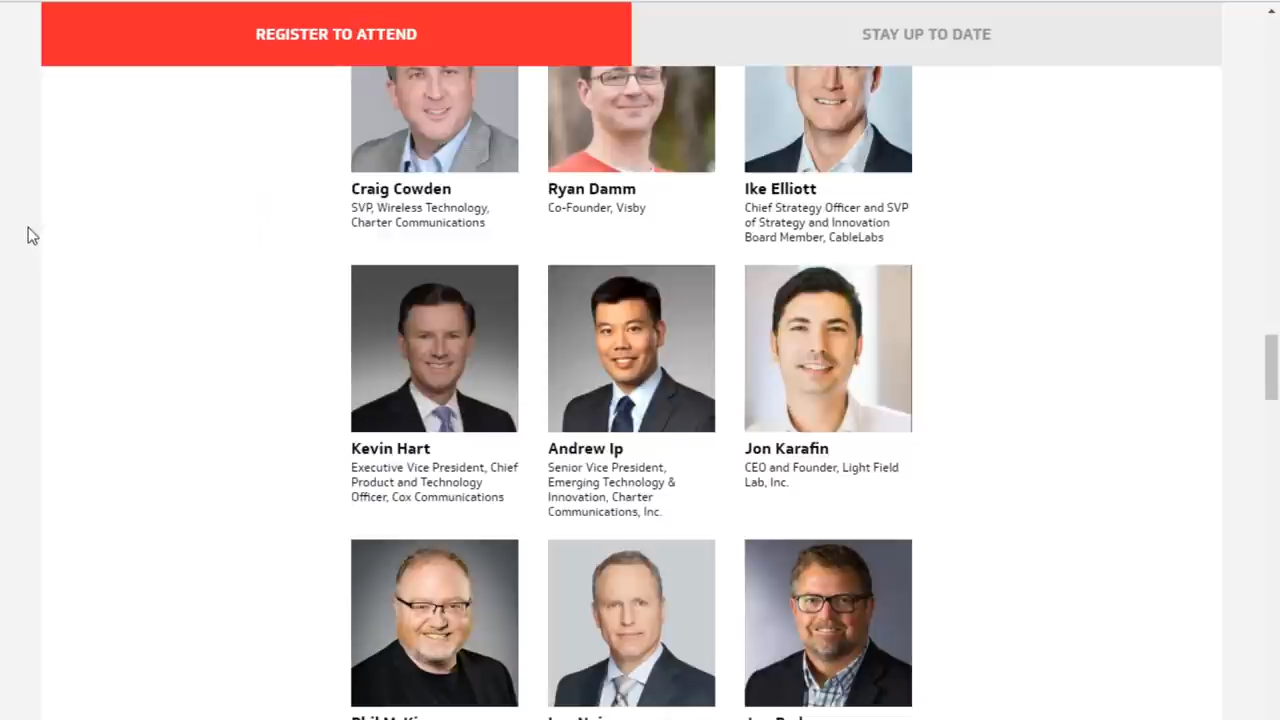 REGISTER TO ATTEND
STAY UP TO DATE
Craig Cowden
SVP, Wireless Technology,
Charter Communications
Ryan Damm
Co-Founder, Visby
Ike Elliott
Chief Strategy Officer and SVP
of Strategy and Innovation
Board Member, CableLabs
Kevin Hart
Executive Vice President, Chief
Product and Technology
Officer, Cox Communications
Andrew Ip
Senior Vice President,
Emerging Technology &
Innovation, Charter
Communications, Inc.
Jon Karafin
CEO and Founder, Light Field
Lab, Inc.